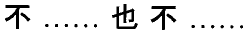 不 …… 也 不 ……